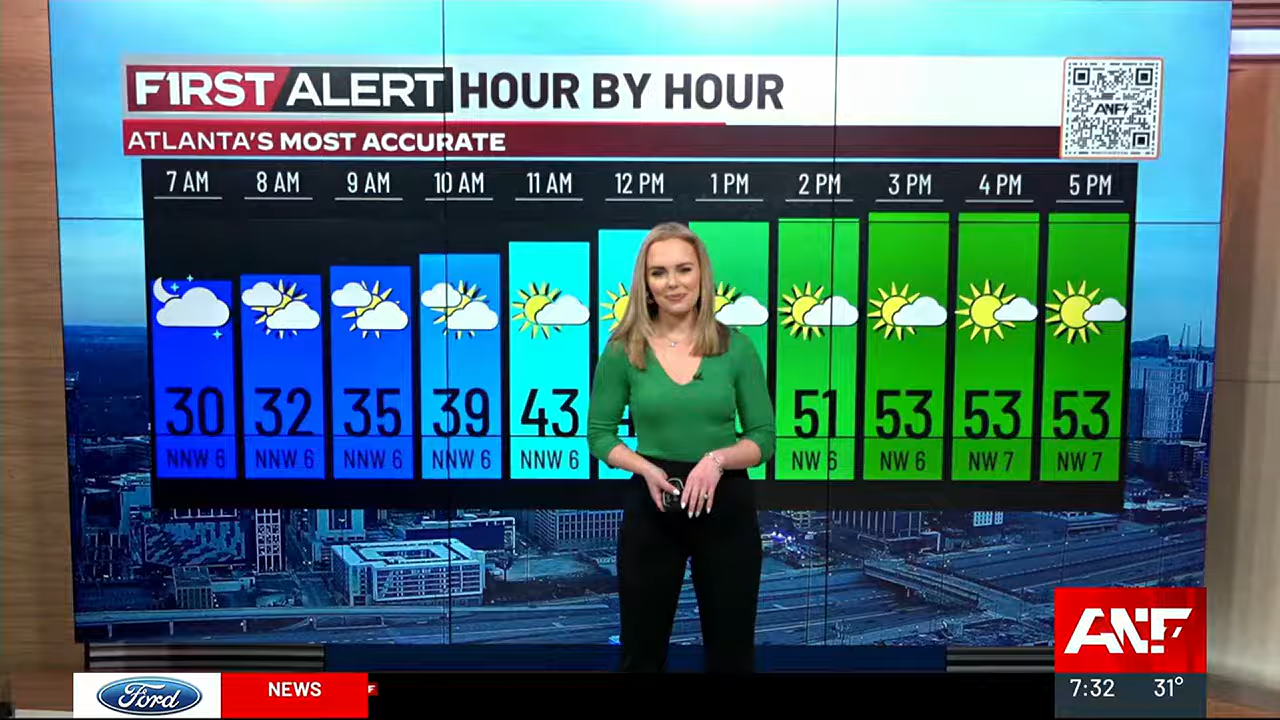 F1RST ALERT HOUR BY HOUR
ANF
ATLANTA'S MOST ACCURATE
7 AM 8 AM 9 AM 10 AM 11 AM 12 PM 1 PM 2 PM 3 PM 4 PM 5 PM
30 32 35 39 43 51 53 53 53
NNW 6 NNW 6 NNW 6 NNW 6 NNW 6 NW 6 NW 6 NW 7 NW 7
ANF
Ford NEWS
7:32 31°